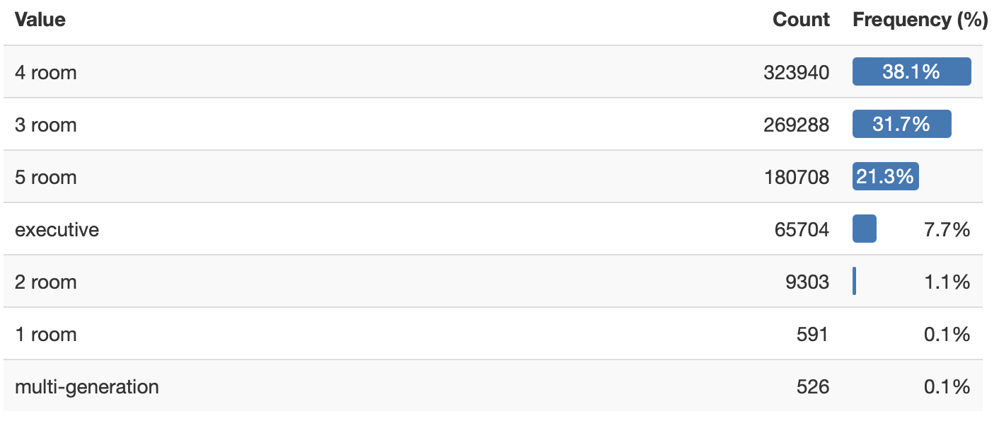 Value Count Frequency (%)
4 room 323940 38.1%
3 room 269288 31.7%
5 room 180708 21.3%
executive 65704 7.7%
2 room 9303 1.1%
1 room 591 0.1%
multi-generation 526 0.1%